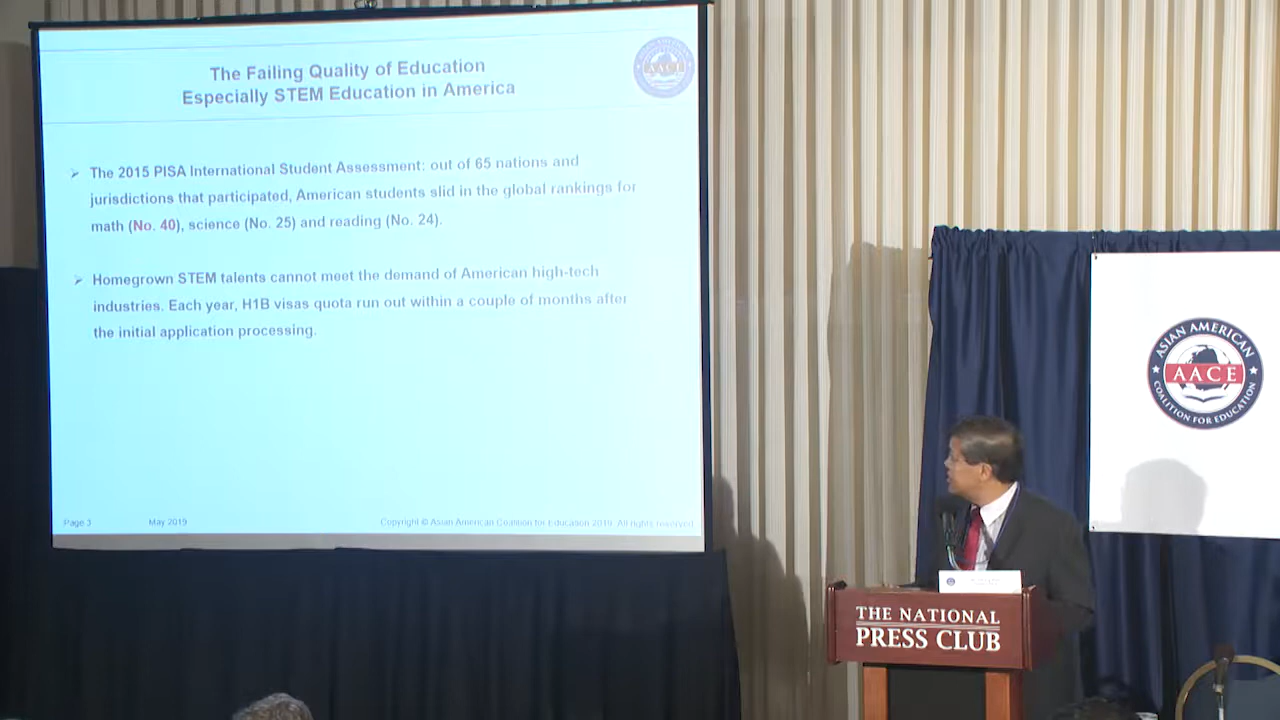 The Failing Quality of Education
Especially STEM Education in America
AACE
The 2015 PISA International Student Assessment: out of 65 nations and
jurisdictions that participated, American students slid in the global rankings for
math (No. 40), science (No. 25) and reading (No. 24).
Homegrown STEM talents cannot meet the demand of American high-tech
industries. Each year, H1B visas quota run out within a couple of months after
the initial application processing.
Page 3
May 2019
Copyright © Asian American Coalition for Education 2019. All rights reserved
ASIAN AMERICAN
AACE
COALITION FOR EDUCATION
THE NATIONAL
PRESS CLUB